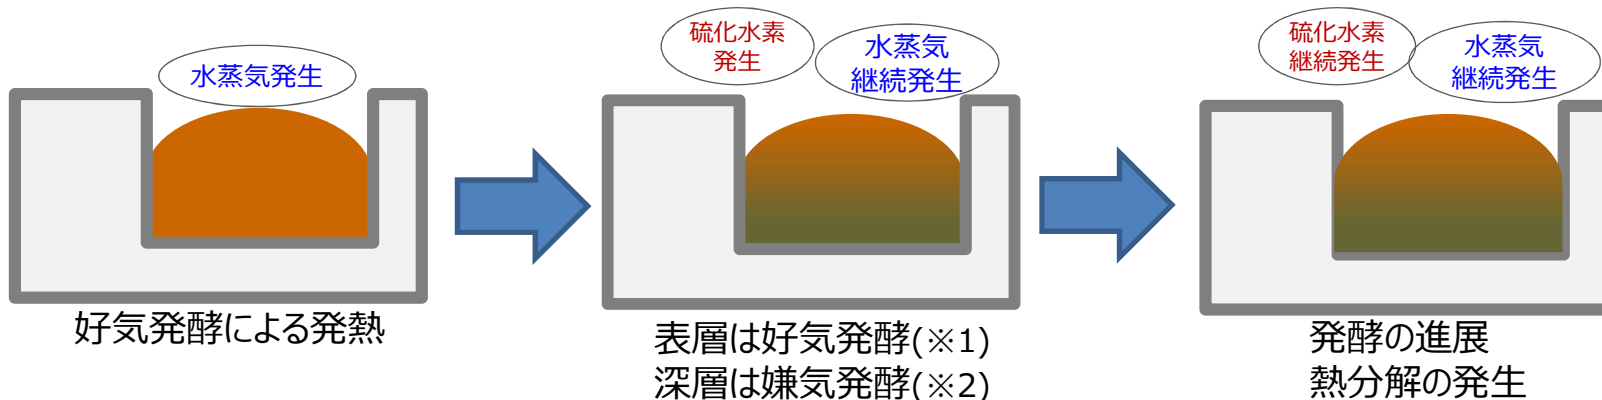 水蒸気発生
好気発酵による発熱
硫化水素
発生
水蒸気
継続発生
表層は好気発酵(※1)
深層は嫌気発酵(※2)
硫化水素
継続発生
水蒸気
継続発生
発酵の進展
熱分解の発生